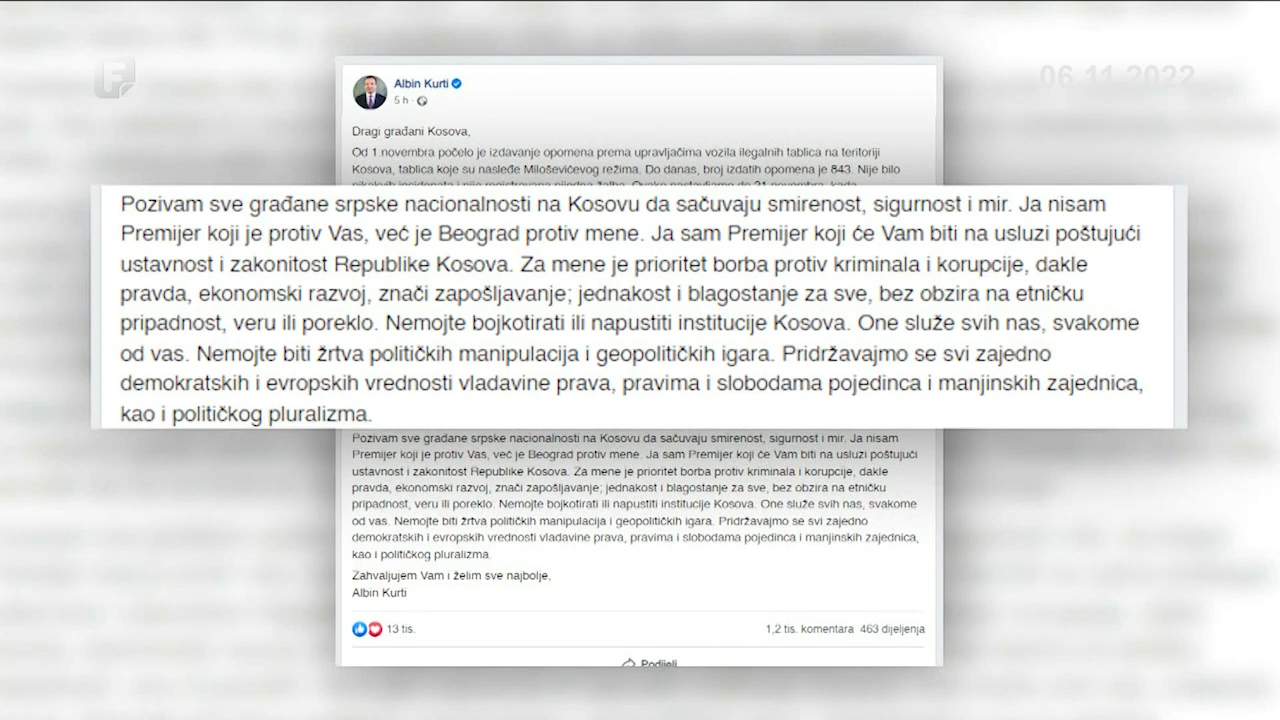 F
06.11.2022
Albin Kurti
5 h
Dragi građani Kosova,
Od 1.novembra počelo je izdavanje opomena prema upravljačima vozila ilegalnih tablica na teritoriji
Kosova, tablica koje su nasleđe Miloševićevog režima. Do danas, broj izdatih opomena je 843. Nije bilo
Pozivam sve građane srpske nacionalnosti na Kosovu da sačuvaju smirenost, sigurnost i mir. Ja nisam
Premijer koji je protiv Vas, već je Beograd protiv mene. Ja sam Premijer koji će Vam biti na usluzi poštujući
ustavnost i zakonitost Republike Kosova. Za mene je prioritet borba protiv kriminala i korupcije, dakle
pravda, ekonomski razvoj, znači zapošljavanje; jednakost i blagostanje za sve, bez obzira na etničku
pripadnost, veru ili poreklo. Nemojte bojkotirati ili napustiti institucije Kosova. One služe svih nas, svakome
od vas. Nemojte biti žrtva političkih manipulacija i geopolitičkih igara. Pridržavajmo se svi zajedno
demokratskih i evropskih vrednosti vladavine prava, pravima i slobodama pojedinca i manjinskih zajednica,
kao i političkog pluralizma.
Pozivam sve građane srpske nacionalnosti na Kosovu da sačuvaju smirenost, sigurnost i mir. Ja nisam
Premijer koji je protiv Vas, već je Beograd protiv mene. Ja sam Premijer koji će Vam biti na usluzi poštujući
ustavnost i zakonitost Republike Kosova. Za mene je prioritet borba protiv kriminala i korupcije, dakle
pravda, ekonomski razvoj, znači zapošljavanje; jednakost i blagostanje za sve, bez obzira na etničku
pripadnost, veru ili poreklo. Nemojte bojkotirati ili napustiti institucije Kosova. One služe svih nas, svakome
od vas. Nemojte biti žrtva političkih manipulacija i geopolitičkih igara. Pridržavajmo se svi zajedno
demokratskih i evropskih vrednosti vladavine prava, pravima i slobodama pojedinca i manjinskih zajednica,
kao i političkog pluralizma.
Zahvaljujem Vam i želim sve najbolje,
Albin Kurti
13 tis.
1,2 tis. komentara 463 dijeljenja
Podijeli